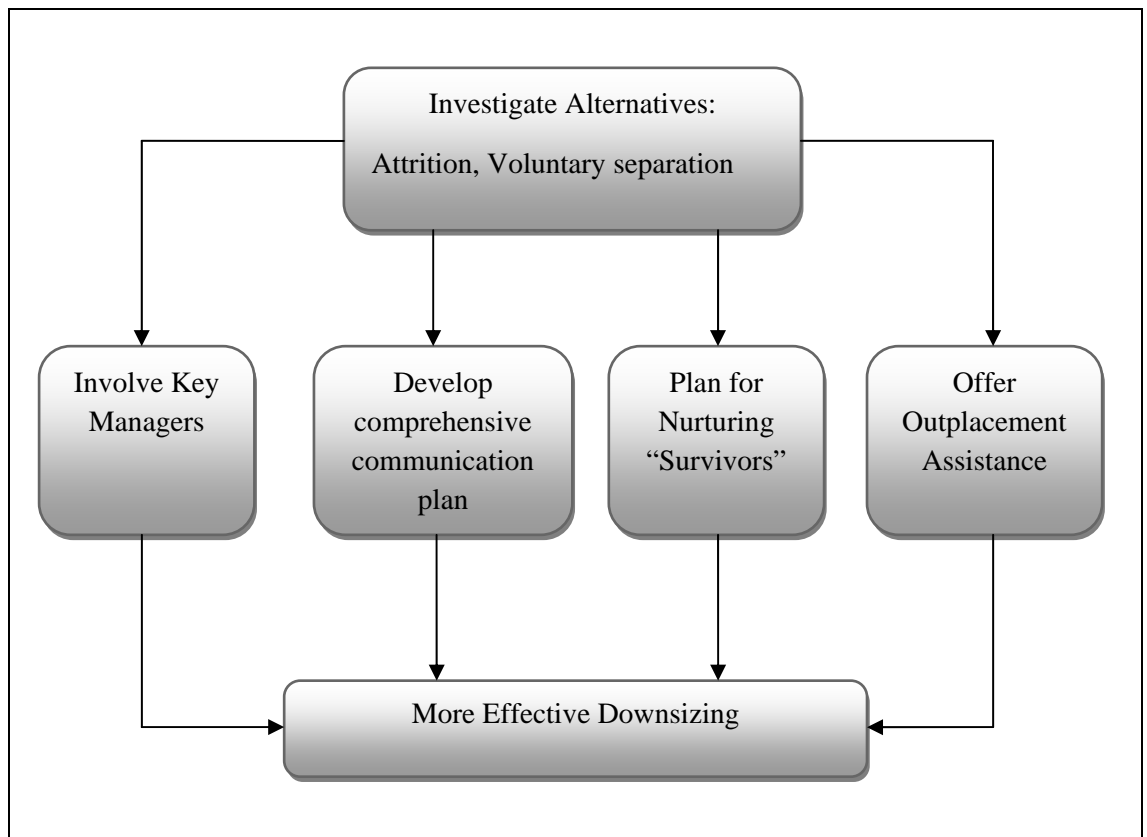 Investigate Alternatives:
Attrition, Voluntary separation
Involve Key
Managers
Develop
comprehensive
communication
plan
Plan for
Nurturing
“Survivors”
Offer
Outplacement
Assistance
More Effective Downsizing